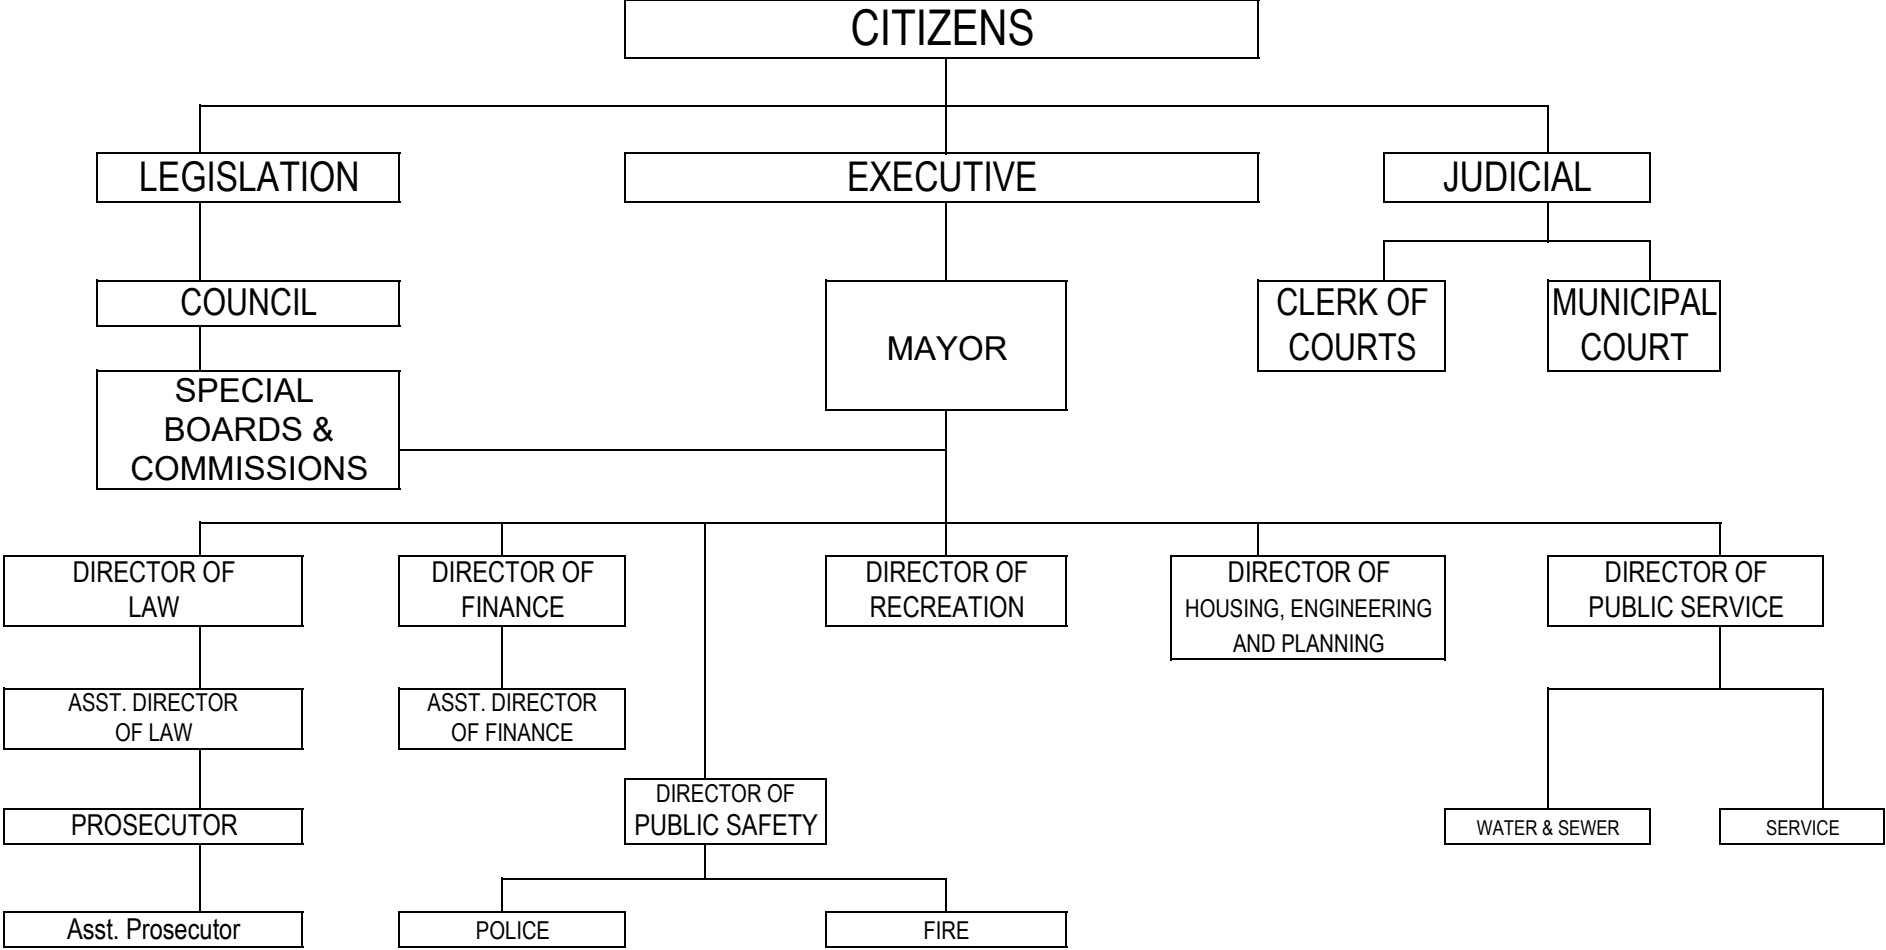 CITIZENS
LEGISLATION
EXECUTIVE
JUDICIAL
COUNCIL
MAYOR
CLERK OF
COURTS
MUNICIPAL
COURT
SPECIAL
BOARDS &
COMMISSIONS
DIRECTOR OF
LAW
DIRECTOR OF
FINANCE
DIRECTOR OF
RECREATION
DIRECTOR OF
HOUSING, ENGINEERING
AND PLANNING
DIRECTOR OF
PUBLIC SERVICE
ASST. DIRECTOR
OF LAW
ASST. DIRECTOR
OF FINANCE
DIRECTOR OF
PUBLIC SAFETY
PROSECUTOR
WATER & SEWER
SERVICE
Asst. Prosecutor
POLICE
FIRE